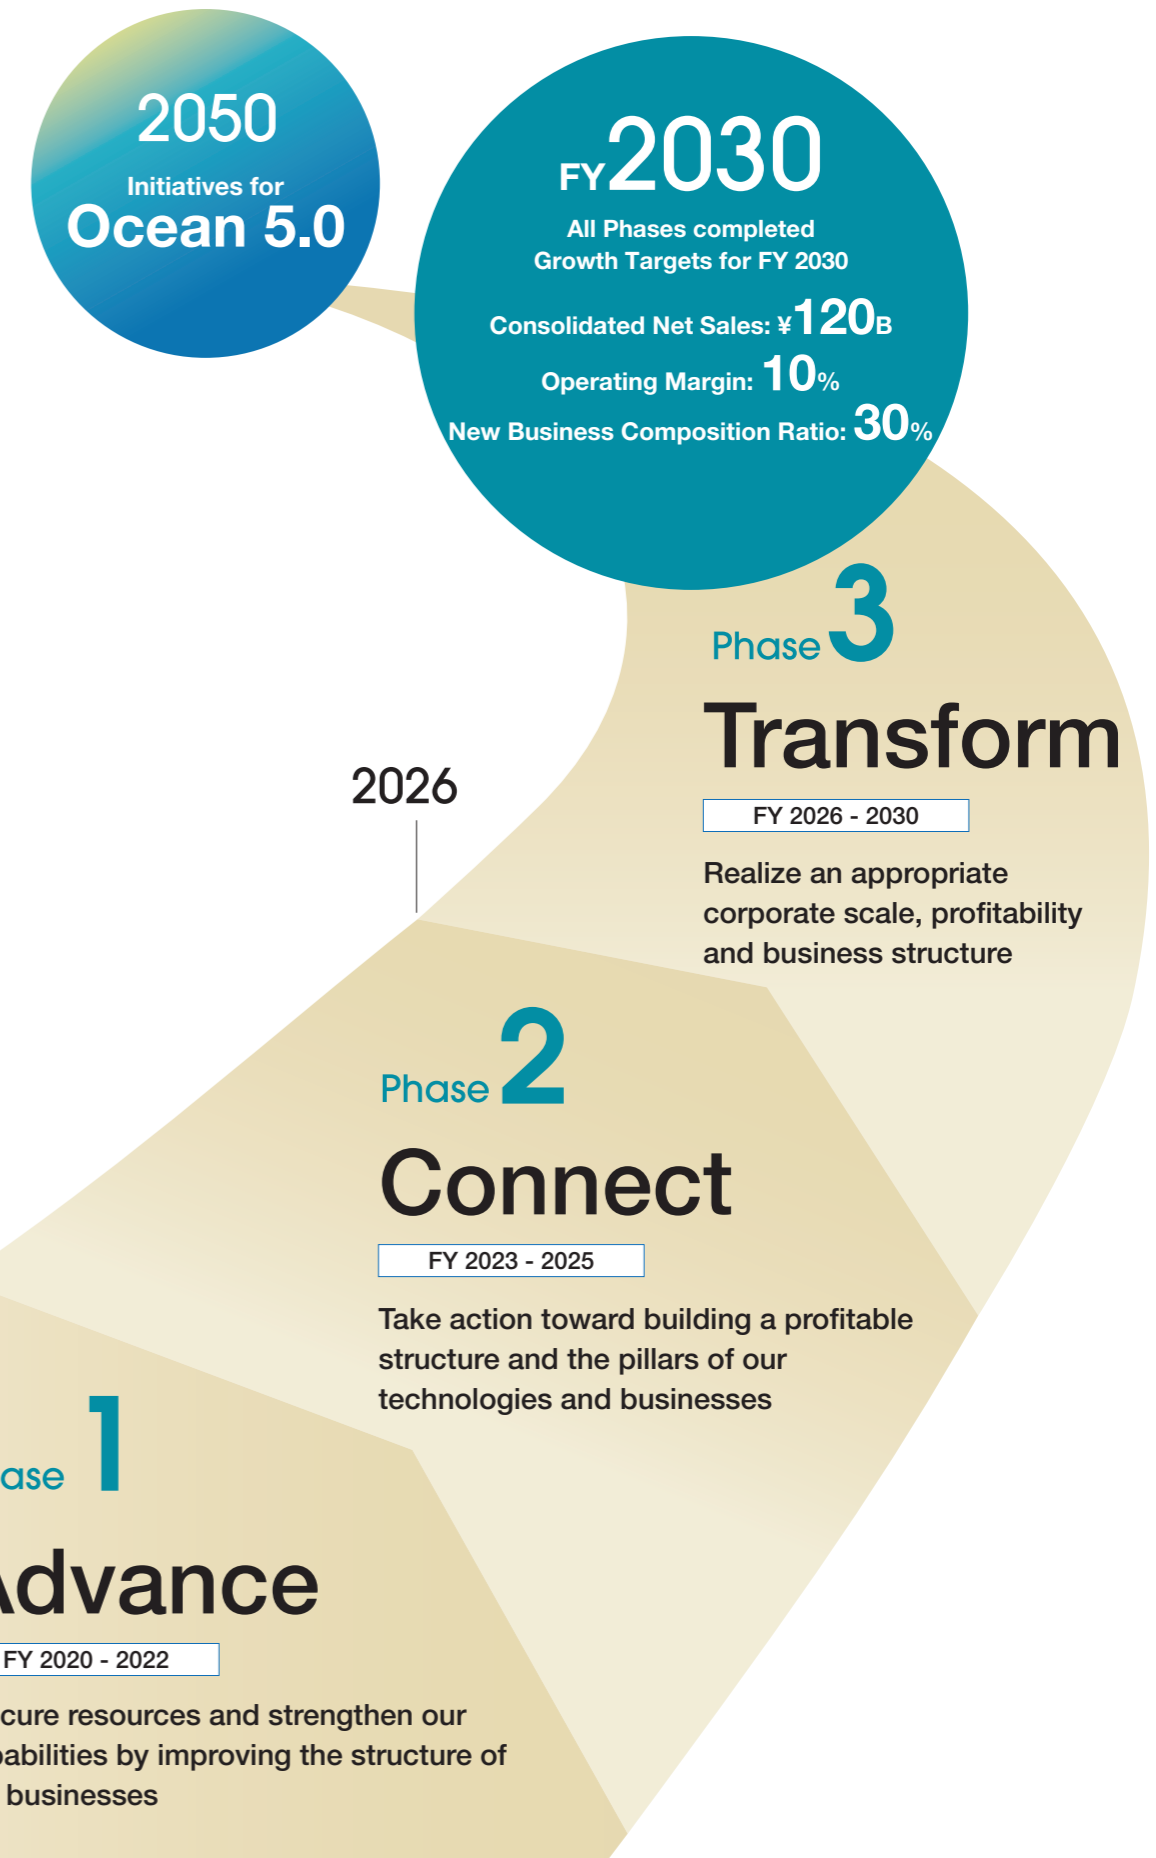 2050
Initiatives for
Ocean 5.0
FY2030
All Phases completed
Growth Targets for FY 2030
Consolidated Net Sales: ¥120B
Operating Margin: 10%
New Business Composition Ratio: 30%
Phase 3
Transform
FY 2026 - 2030
Realize an appropriate
corporate scale, profitability
and business structure
2026
Phase 2
Connect
FY 2023 - 2025
Take action toward building a profitable
structure and the pillars of our
technologies and businesses
ase 1
Advance
FY 2020 - 2022
cure resources and strengthen our
abilities by improving the structure of
businesses